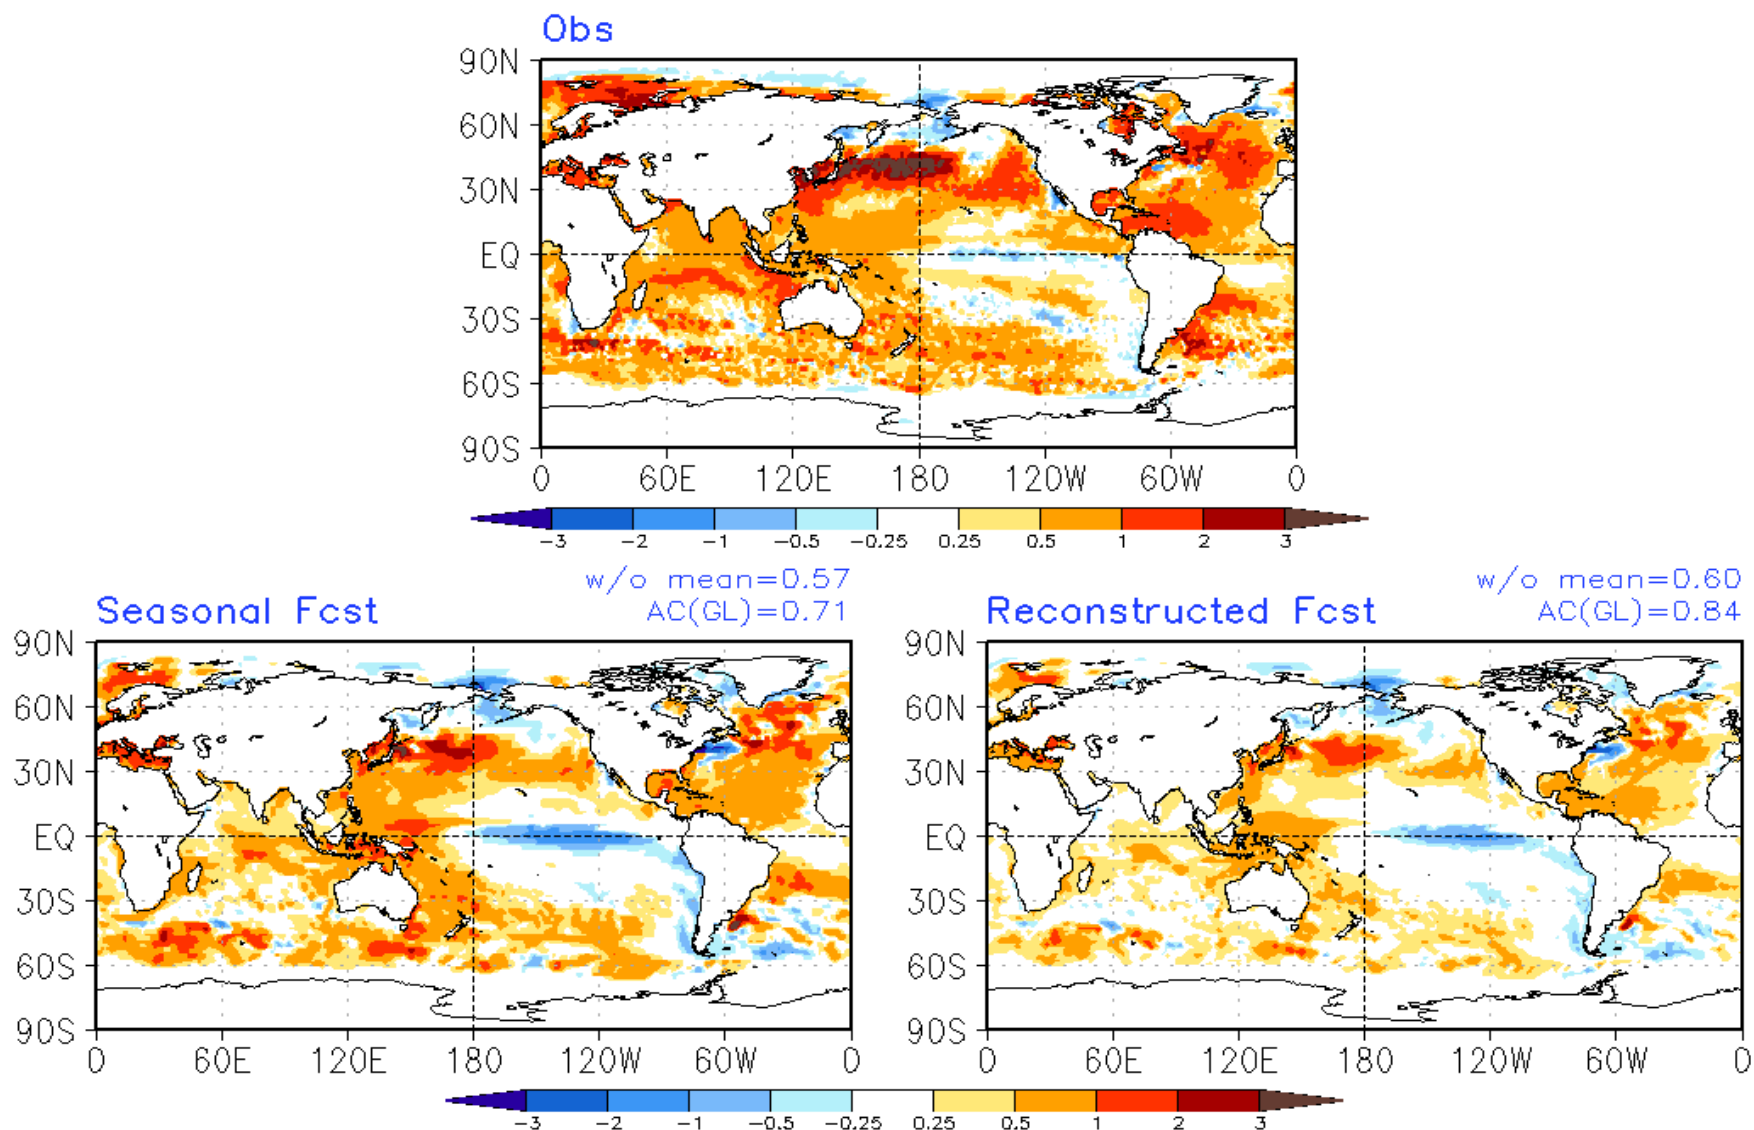 Obs
90N
60N
30N
EQ
30S
60S
90S
0 60E 120E 180 120W 60W 0
-3 -2 -1 -0.5 -0.25 0.25 0.5 1 2 3
w/o mean=0.57
Seasonal Fcst AC(GL)=0.71
90N
60N
30N
EQ
30S
60S
90S
0 60E 120E 180 120W 60W 0
w/o mean=0.60
Reconstructed Fcst AC(GL)=0.84
90N
60N
30N
EQ
30S
60S
90S
0 60E 120E 180 120W 60W 0
-3 -2 -1 -0.5 -0.25 0.25 0.5 1 2 3